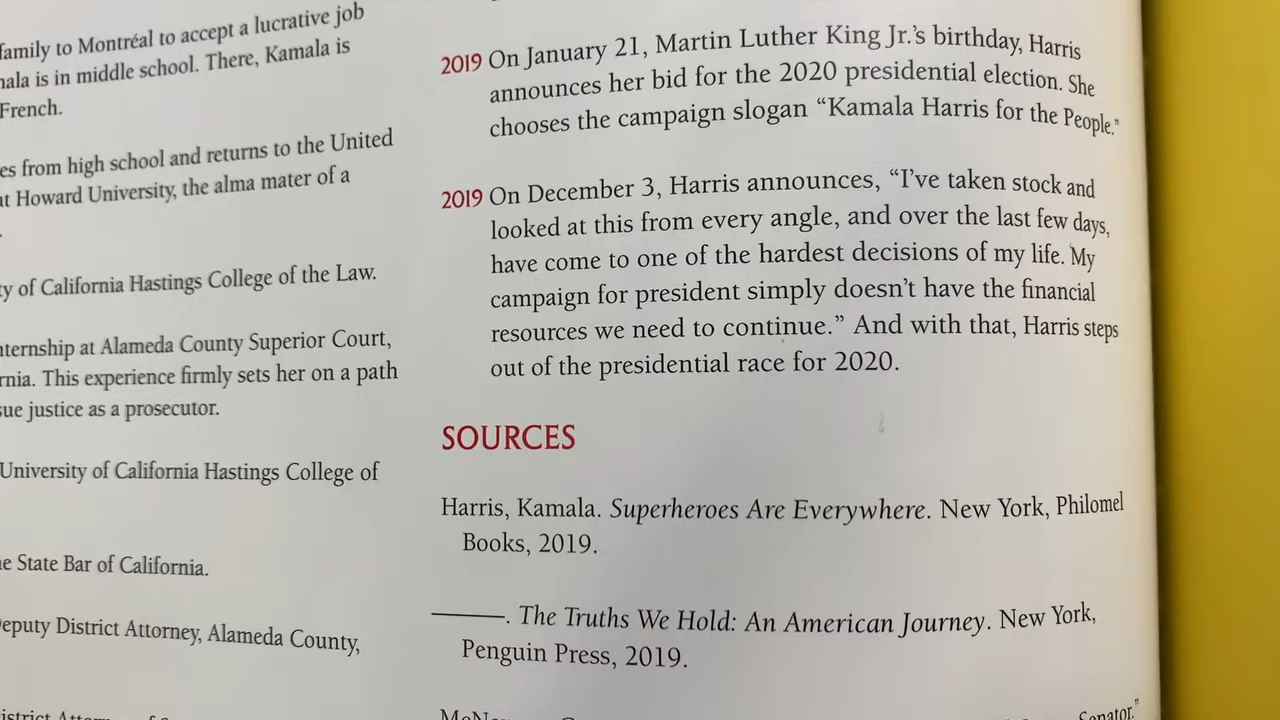 family to Montréal to accept a lucrative job
is in middle school. There, Kamala is
French.
from high school and returns to the United
Howard University, the alma mater of a
of California Hastings College of the Law.
at Alameda County Superior Court,
This experience firmly sets her on a path
justice as a prosecutor.
University of California Hastings College of
State Bar of California.
District Attorney, Alameda County,
2019 On January 21, Martin Luther King Jr.'s birthday, Harris
announces her bid for the 2020 presidential election. She
chooses the campaign slogan “Kamala Harris for the People.”
2019 On December 3, Harris announces, “I've taken stock and
looked at this from every angle, and over the last few days,
have come to one of the hardest decisions of my life. My
campaign for president simply doesn't have the financial
resources we need to continue.” And with that, Harris steps
out of the presidential race for 2020.
SOURCES
Harris, Kamala. Superheroes Are Everywhere. New York, Philomel
Books, 2019.
———. The Truths We Hold: An American Journey. New York,
Penguin Press, 2019.
Senator.”